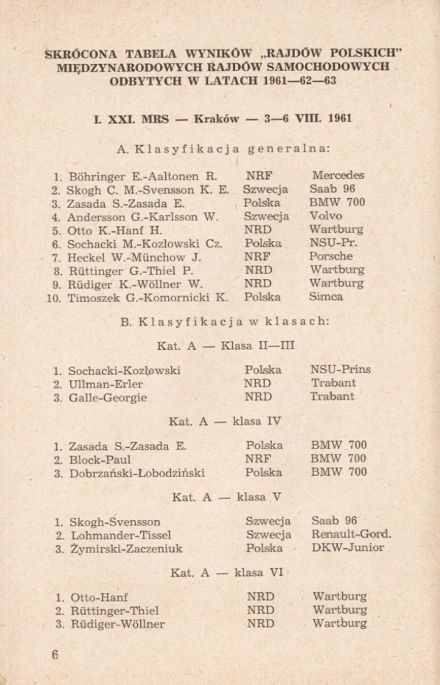 SKRÓCONA TABELA WYNIKÓW „RAJDÓW POLSKICH”
MIĘDZYNARODOWYCH RAJDÓW SAMOCHODOWYCH
ODBYTYCH W LATACH 1961—62—63
I. XXI. MRS — Kraków — 3—6 VIII. 1961
A. Klasyfikacja generalna:
1. Böhringer E.-Aaltonen R. NRF Mercedes
2. Skogh C. M.-Svensson K. E. Szwecja Saab 96
3. Zasada S.-Zasada E. Polska BMW 700
4. Andersson G.-Karlsson W. Szwecja Volvo
5. Otto K.-Hanf H. NRD Wartburg
6. Sochacki M.-Kozlowski Cz. Polska NSU-Pr.
7. Heckel W.-Münchow J. NRF Porsche
8. Rüttinger G.-Thiel P. NRD Wartburg
9. Rüdiger K.-Wöllner W. NRD Wartburg
10. Timoszek G.-Komornicki K. Polska Simca
B. Klasyfikacja w klasach:
Kat. A — Klasa II—III
1. Sochacki-Kozłowski Polska NSU-Prins
2. Ullman-Erler NRD Trabant
3. Galle-Georgie NRD Trabant
Kat. A — klasa IV
1. Zasada S.-Zasada E. Polska BMW 700
2. Block-Paul NRF BMW 700
3. Dobrzański-Łobodziński Polska BMW 700
Kat. A — klasa V
1. Skogh-Svensson Szwecja Saab 96
2. Lohmander-Tissel Szwecja Renault-Gord.
3. Żymirski-Zaczeniuk Polska DKW-Junior
Kat. A — klasa VI
1. Otto-Hanf NRD Wartburg
2. Rüttinger-Thiel NRD Wartburg
3. Rüdiger-Wöllner NRD Wartburg
6